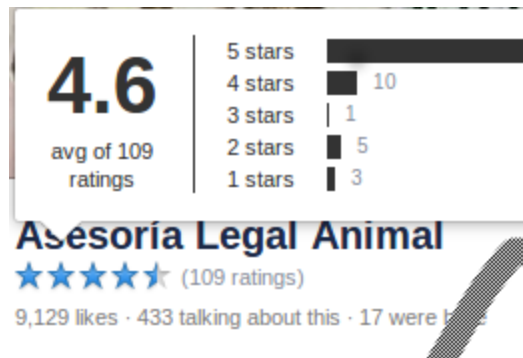 4.6
avg of 109
ratings
5 stars
4 stars 10
3 stars 1
2 stars 5
1 stars 3
Asesoría Legal Animal
(109 ratings)
9,129 likes · 433 talking about this · 17 were